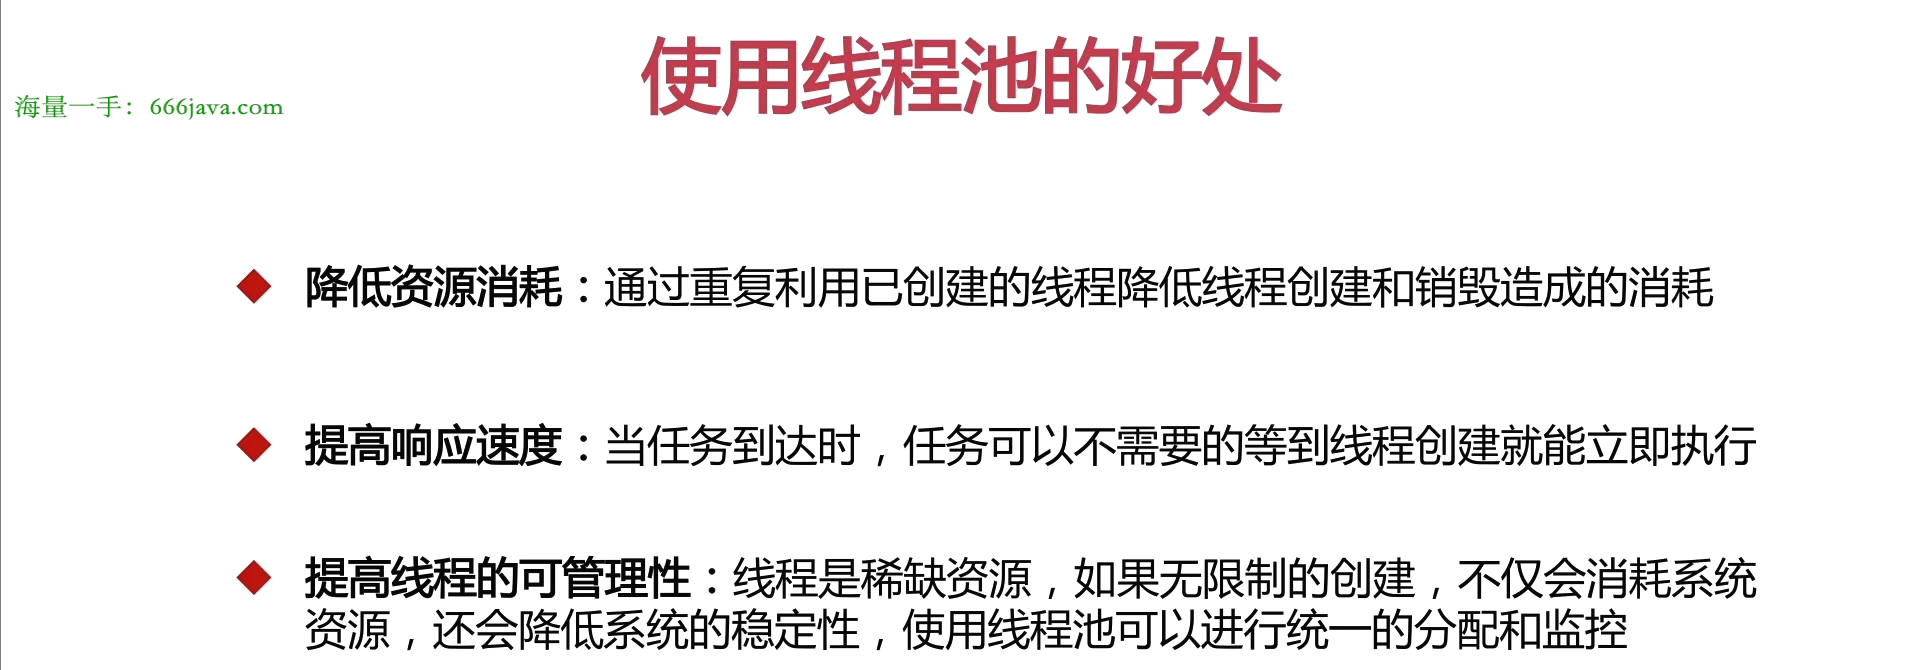 使用线程池的好处
海量一手：666java.com
降低资源消耗：通过重复利用已创建的线程降低线程创建和销毁造成的消耗
提高响应速度：当任务到达时，任务可以不需要的等到线程创建就能立即执行
提高线程的可管理性：线程是稀缺资源，如果无限制的创建，不仅会消耗系统
资源，还会降低系统的稳定性，使用线程池可以进行统一的分配和监控